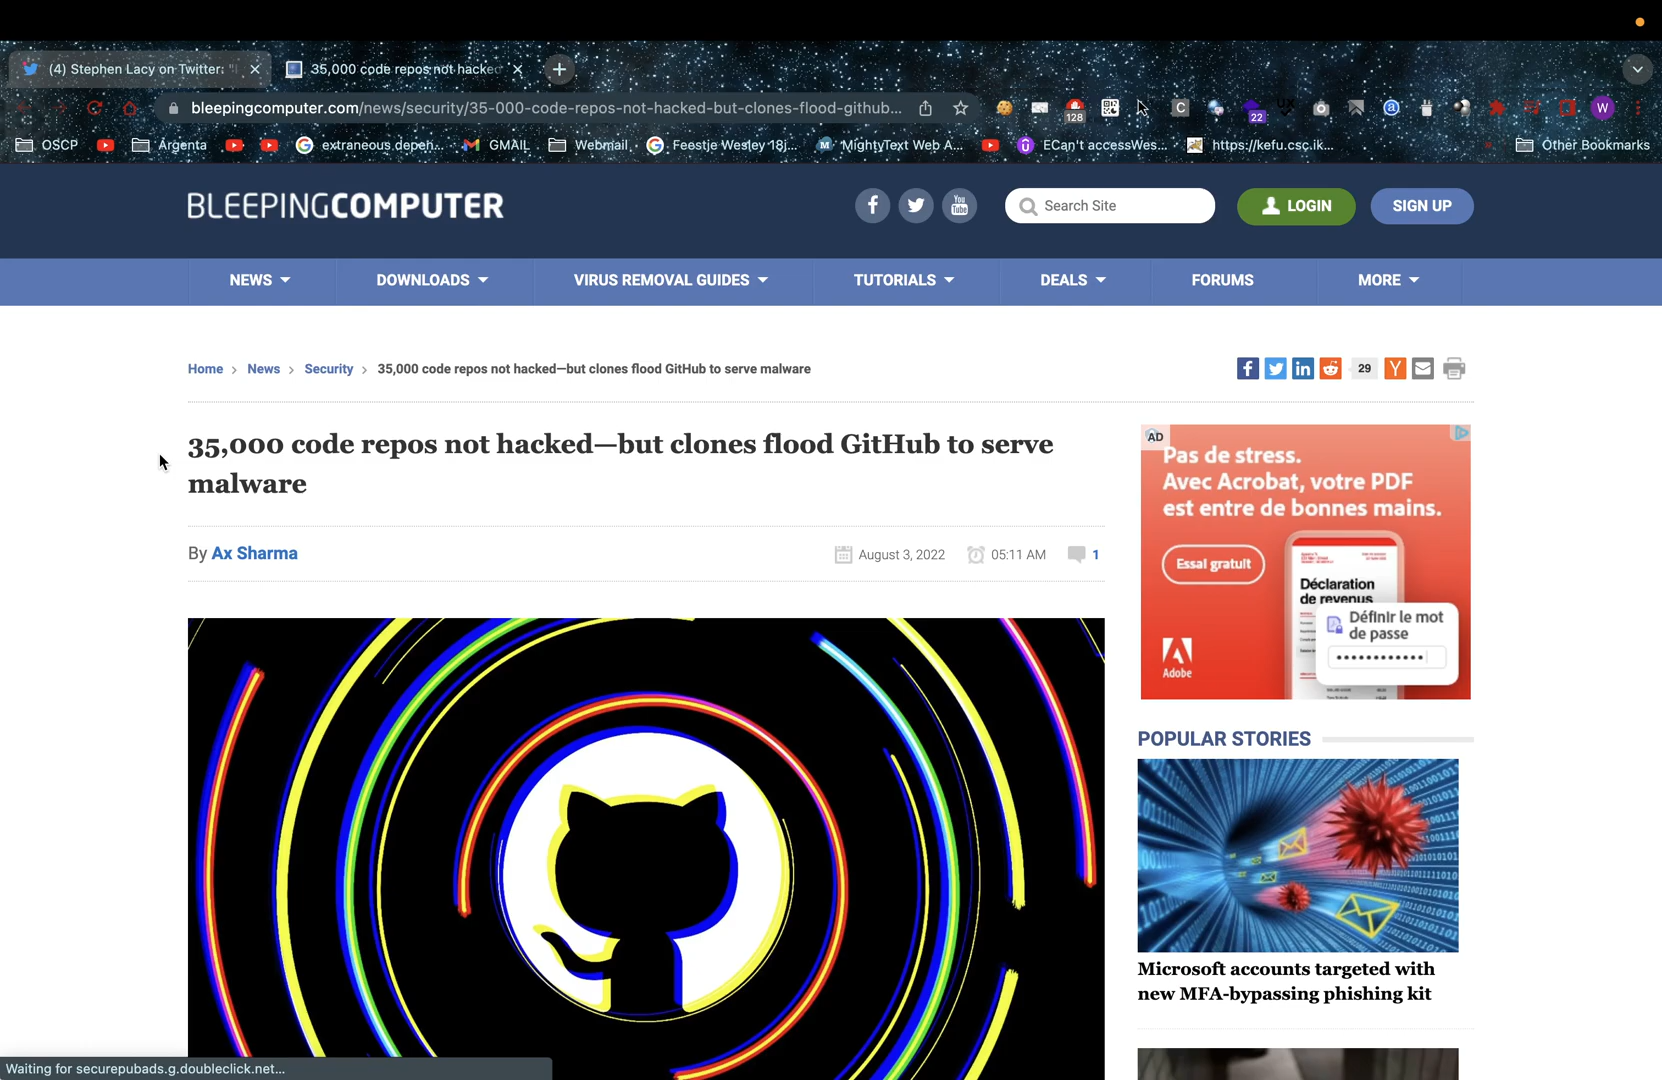 (4) Stephen Lacy on Twitter: "I
35,000 code repos not hacked
bleepingcomputer.com/news/security/35-000-code-repos-not-hacked-but-clones-flood-github...
128
C
22
UX
a
W
OSCP
Argenta
extraneous.depeh...
GMAIL
Webmail
Feestje Wesley 18j...
MightyText Web A...
ECan't accessWes...
https://kefu.csc.ik...
Other Bookmarks
BLEEPINGCOMPUTER
You Tube
Search Site
LOGIN
SIGN UP
NEWS
DOWNLOADS
VIRUS REMOVAL GUIDES
TUTORIALS
DEALS
FORUMS
MORE
Home > News > Security > 35,000 code repos not hacked—but clones flood GitHub to serve malware
29
35,000 code repos not hacked—but clones flood GitHub to serve
malware
By Ax Sharma
August 3, 2022
05:11 AM
1
AD
Pas de stress.
Avec Acrobat, votre PDF
est entre de bonnes mains.
Essai gratuit
Déclaration
de revenus
Définir le mot
de passe
Adobe
POPULAR STORIES
Microsoft accounts targeted with
new MFA-bypassing phishing kit
Waiting for securepubads.g.doubleclick.net...